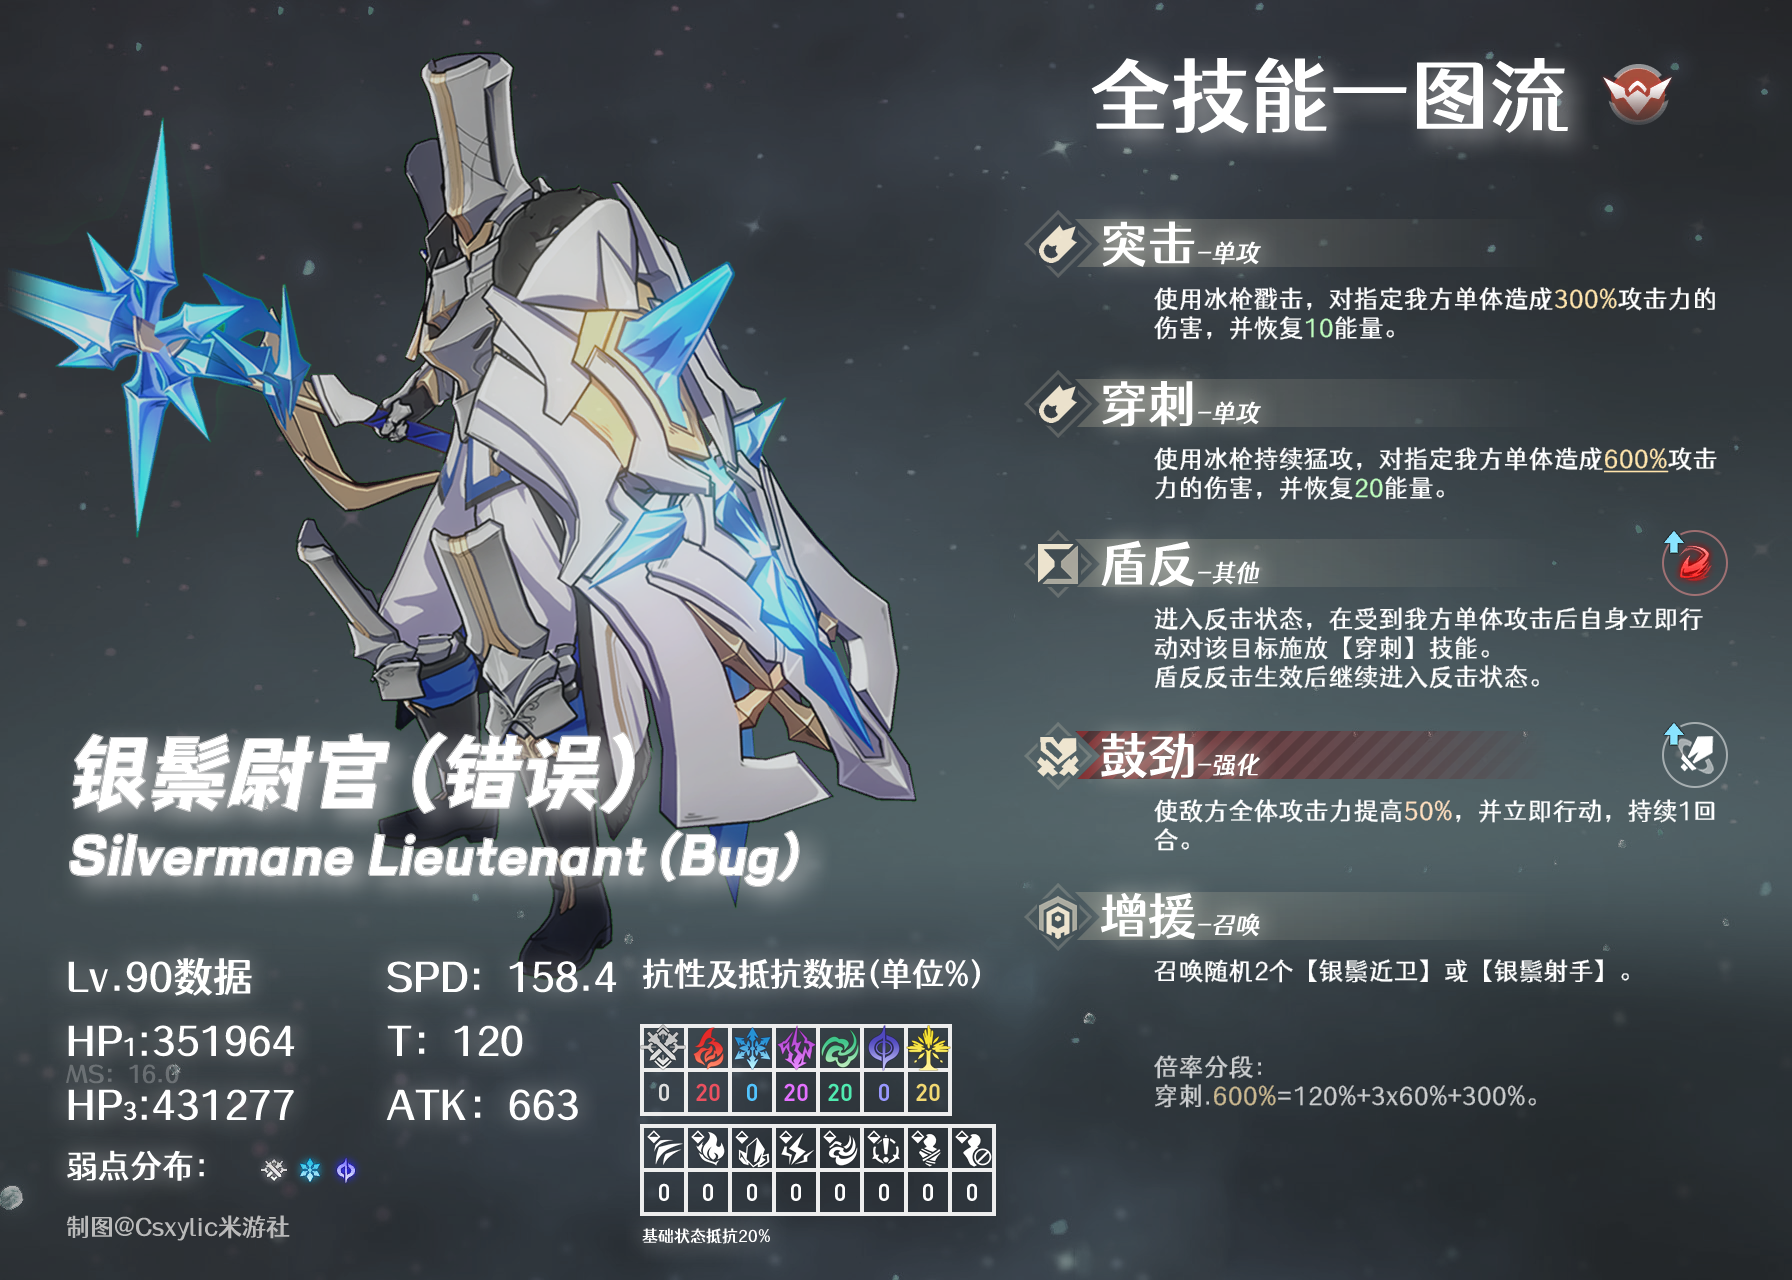 全技能一图流
突击-单攻
使用冰枪戳击，对指定我方单体造成300%攻击力的
伤害，并恢复10能量。
穿刺-单攻
使用冰枪持续猛攻，对指定我方单体造成600%攻击
力的伤害，并恢复20能量。
盾反-其他
进入反击状态，在受到我方单体攻击后自身立即行
动对该目标施放【穿刺】技能。
盾反反击生效后继续进入反击状态。
鼓劲-强化
使敌方全体攻击力提高50%，并立即行动，持续1回
合。
增援-召唤
召唤随机2个【银鬃近卫】或【银鬃射手】。
倍率分段：
穿刺.600%=120%+3x60%+300%。
银鬃尉官（错误）
Silvermane Lieutenant (Bug)
Lv.90数据
SPD：158.4
HP1:351964
T：120
MS：16.0
HP3:431277
ATK：663
弱点分布：
制图@Csxylic米游社
抗性及抵抗数据(单位%)
0 20 0 20 20 0 20
0 0 0 0 0 0 0 0
基础状态抵抗20%